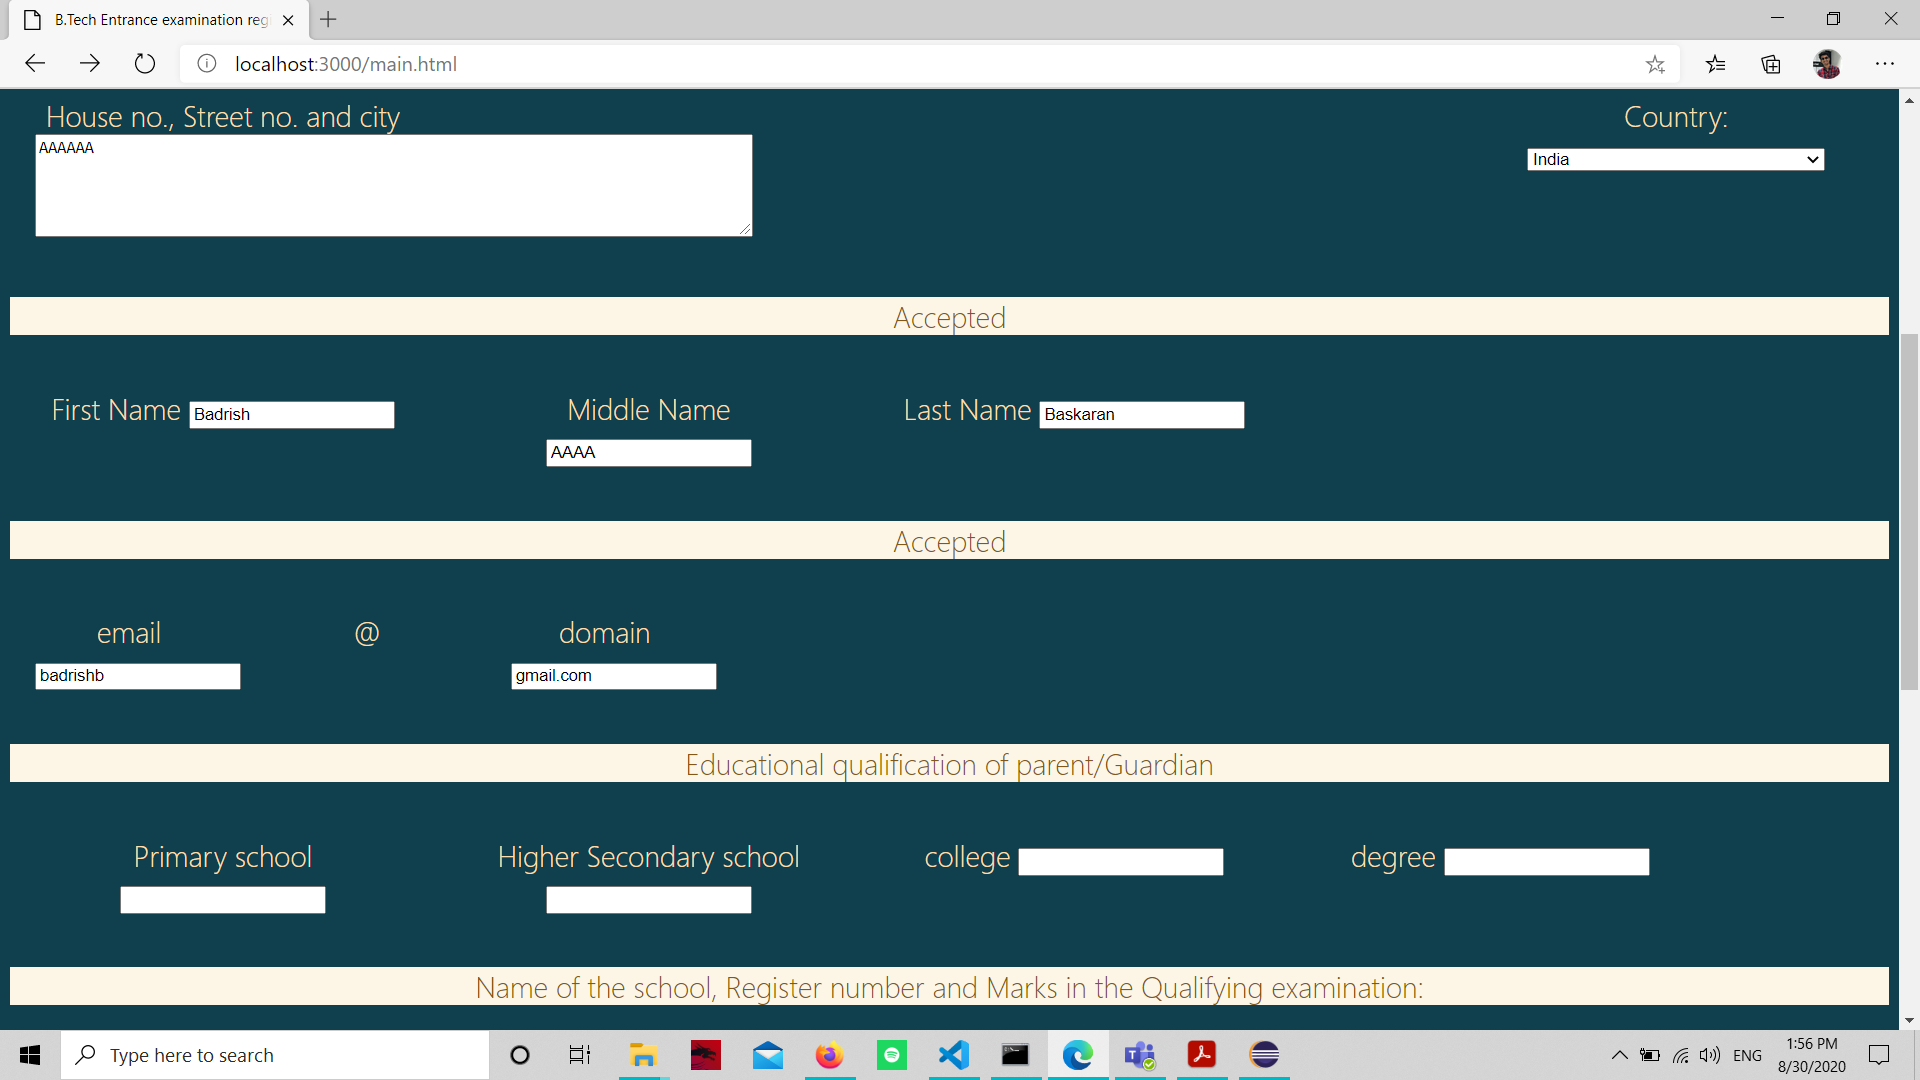 B.Tech Entrance examination reg
localhost:3000/main.html
House no., Street no. and city
Country:
AAAAAA
India
Accepted
First Name Badrish
Middle Name
Last Name Baskaran
AAAA
Accepted
email
@
domain
badrishb
gmail.com
Educational qualification of parent/Guardian
Primary school
Higher Secondary school
college
degree
Name of the school, Register number and Marks in the Qualifying examination:
Type here to search
ENG
1:56 PM
8/30/2020